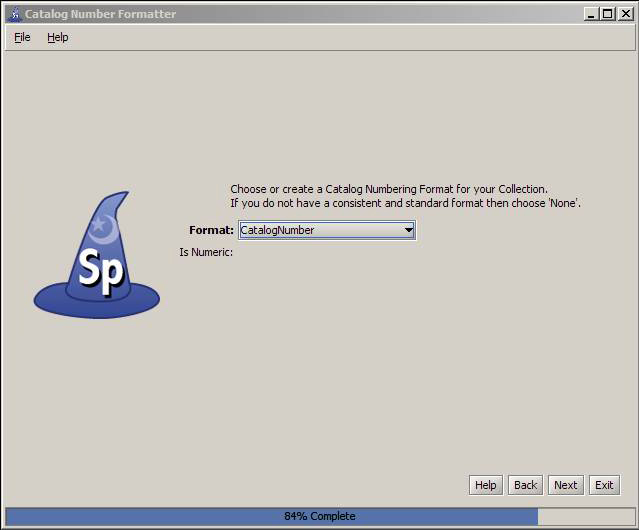 Catalog Number Formatter
File Help
Choose or create a Catalog Numbering Format for your Collection.
If you do not have a consistent and standard format then choose 'None'.
Format: CatalogNumber
Is Numeric:
Sp
Help Back Next Exit
84% Complete